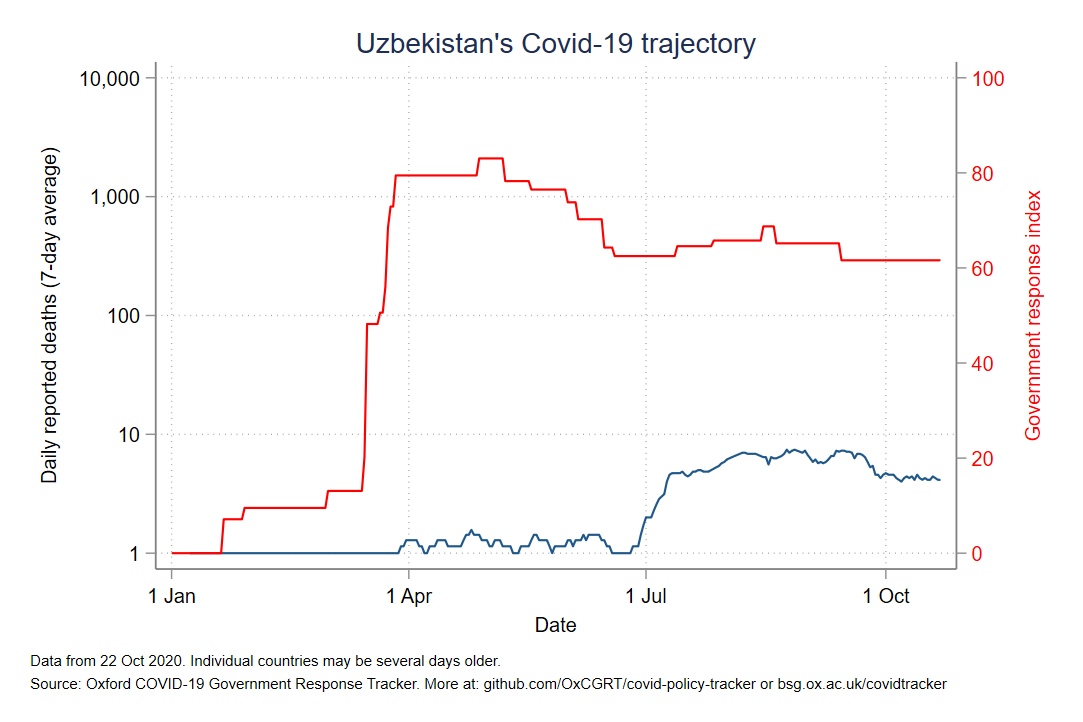 Uzbekistan's Covid-19 trajectory
10,000
1,000
100
10
1
Daily reported deaths (7-day average)
100
80
60
40
20
0
Government response index
1 Jan
1 Apr
1 Jul
1 Oct
Date
Data from 22 Oct 2020. Individual countries may be several days older.
Source: Oxford COVID-19 Government Response Tracker. More at: github.com/OxCGRT/covid-policy-tracker or bsg.ox.ac.uk/covidtracker